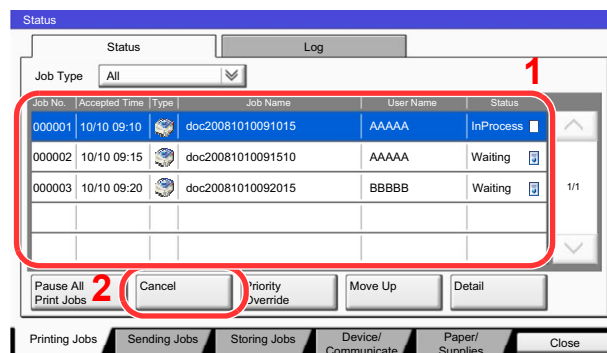 Status
Status Log
Job Type All
1
Job No. Accepted Time Type Job Name User Name Status
000001 10/10 09:10 doc20081010091015 AAAAA InProcess
000002 10/10 09:15 doc20081010091510 AAAAA Waiting
000003 10/10 09:20 doc20081010092015 BBBBB Waiting
1/1
Pause All Print Jobs
2
Cancel
Priority Override
Move Up
Detail
Printing Jobs Sending Jobs Storing Jobs Device/ Communicate Paper/ Supplies Close